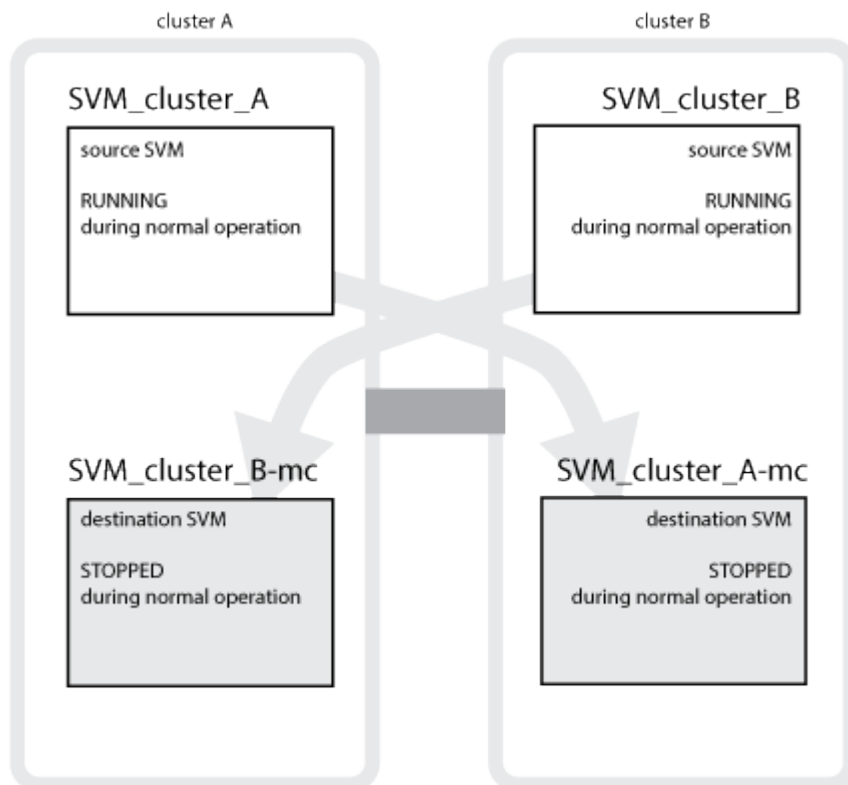 cluster A
SVM_cluster_A
source SVM
RUNNING
during normal operation
SVM_cluster_B-mc
destination SVM
STOPPED
during normal operation
cluster B
SVM_cluster_B
source SVM
RUNNING
during normal operation
SVM_cluster_A-mc
destination SVM
STOPPED
during normal operation